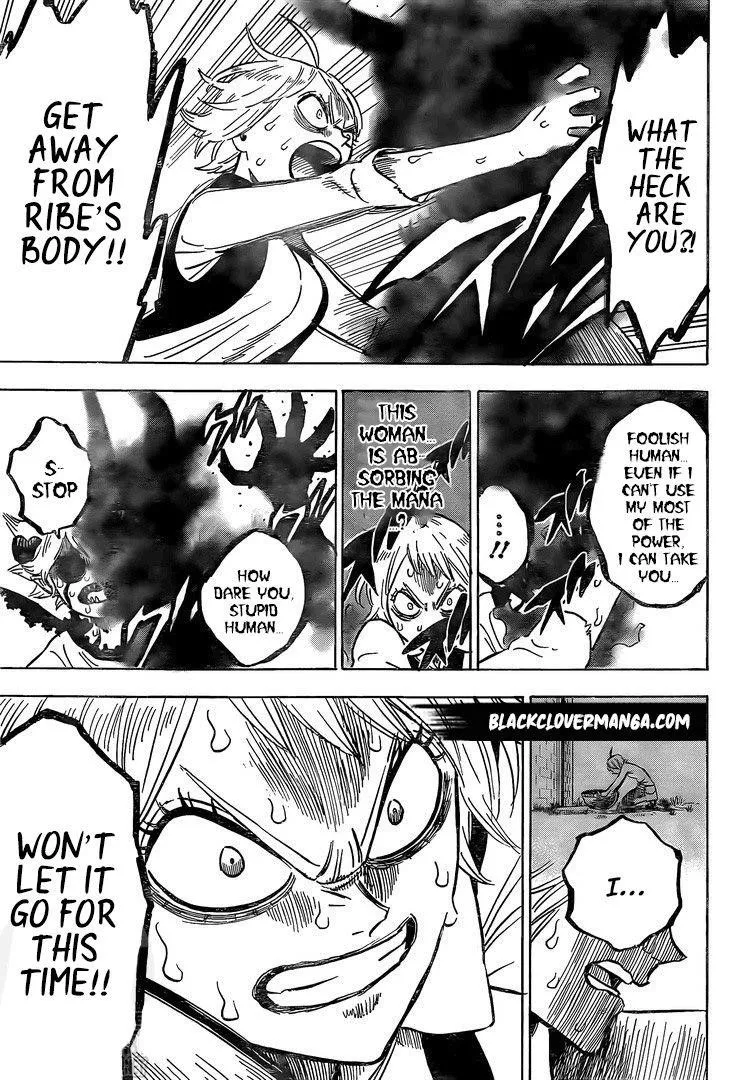 WHAT
THE
HECK
ARE
YOU?!
GET
AWAY
FROM
RIBE'S
BODY!!
FOOLISH
HUMAN...
EVEN IF I
CAN'T USE
MY MOST
OF THE
POWER,
I CAN TAKE
YOU...
...!!
THIS
WOMAN...
IS AB-
SORBING
THE MANA
...?
HOW
DARE YOU,
STUPID
HUMAN...
S--
STOP
BLACKCLOVERMANGA.COM
I...
WON'T
LET IT
GO FOR
THIS
TIME!!